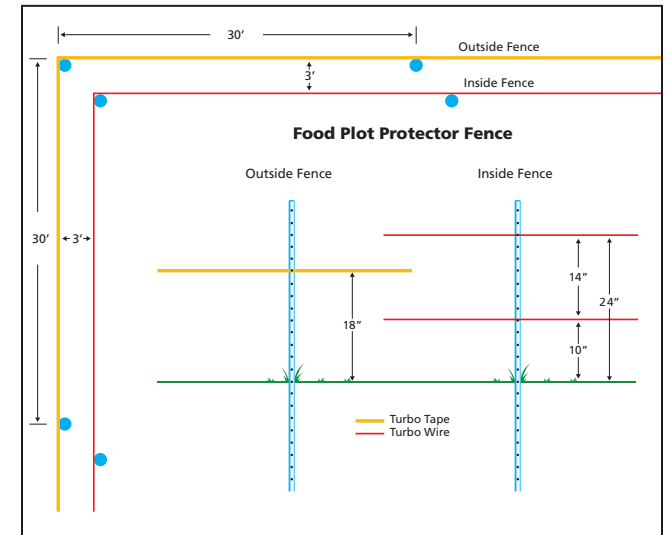 30’
Outside Fence
3’
Inside Fence
Food Plot Protector Fence
Outside Fence
Inside Fence
30’
3’
14”
24”
18”
10”
Turbo Tape
Turbo Wire